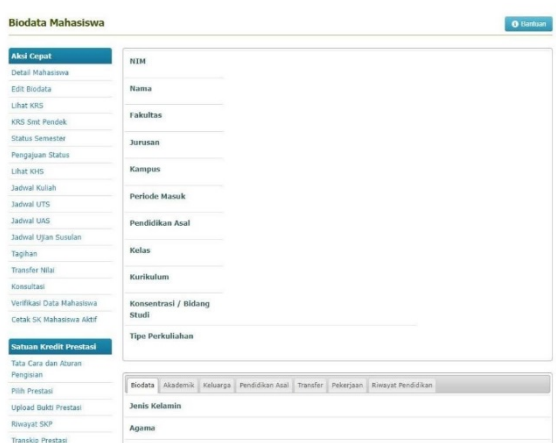 Biodata Mahasiswa
Bantuan
Aksi Cepat
Detail Mahasiswa
Edit Biodata
Lihat KRS
KRS Smt Pendek
Status Semester
Pengajuan Status
Lihat KHS
Jadwal Kuliah
Jadwal UTS
Jadwal UAS
Jadwal Ujian Susulan
Tagihan
Transfer Nilai
Konsultasi
Verifikasi Data Mahasiswa
Cetak SK Mahasiswa Aktif
Satuan Kredit Prestasi
Tata Cara dan Aturan
Pengisian
Pilih Prestasi
Upload Bukti Prestasi
Riwayat SKP
Transkip Prestasi
NIM
Nama
Fakultas
Jurusan
Kampus
Periode Masuk
Pendidikan Asal
Kelas
Kurikulum
Konsentrasi / Bidang
Studi
Tipe Perkuliahan
Biodata Akademik Keluarga Pendidikan Asal Transfer Pekerjaan Riwayat Pendidikan
Jenis Kelamin
Agama